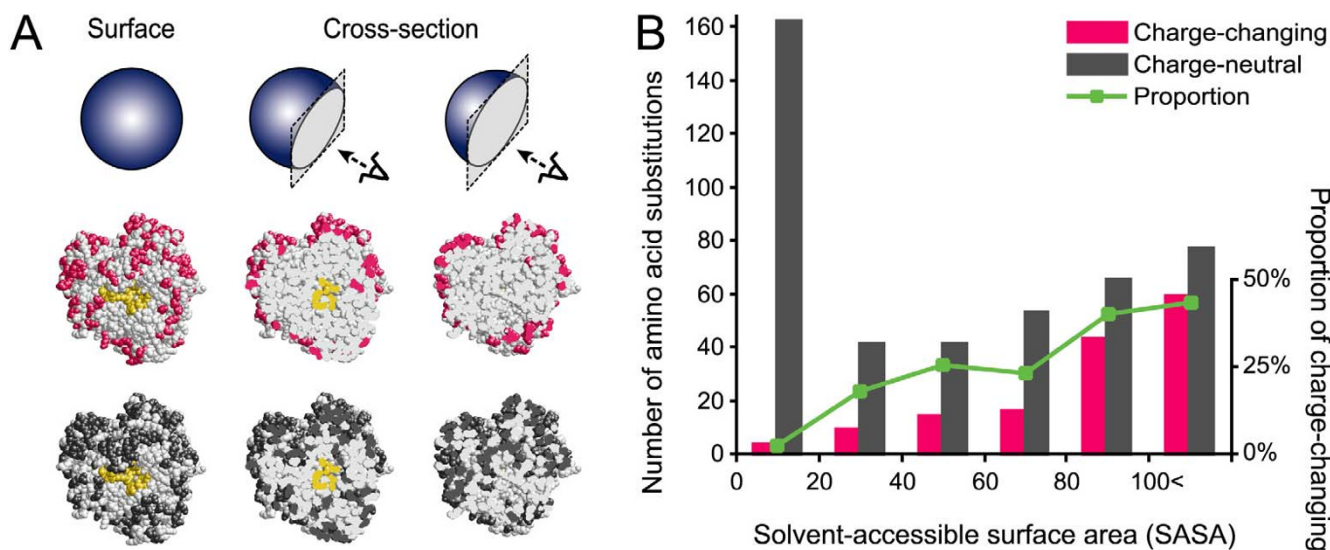 A
Surface
Cross-section
B
Number of amino acid substitutions
160
140
120
100
80
60
40
20
0
Charge-changing
Charge-neutral
Proportion
Proportion of charge-changing
50%
25%
0%
0
20
40
60
80
100<
Solvent-accessible surface area (SASA)